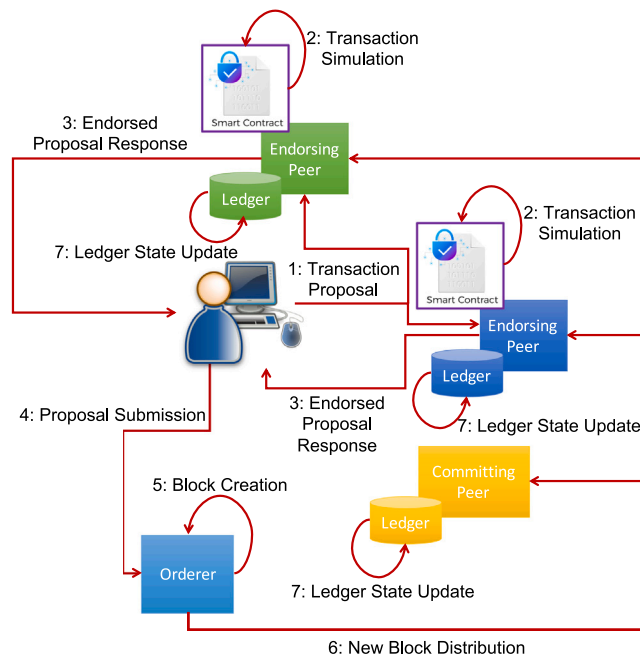 2: Transaction
Simulation
Smart Contract
3: Endorsed
Proposal Response
Endorsing
Peer
Ledger
7: Ledger State Update
2: Transaction
Simulation
Smart Contract
1: Transaction
Proposal
Endorsing
Peer
Ledger
3: Endorsed
Proposal
Response
7: Ledger State Update
4: Proposal Submission
Committing
Peer
Ledger
5: Block Creation
Orderer
7: Ledger State Update
6: New Block Distribution